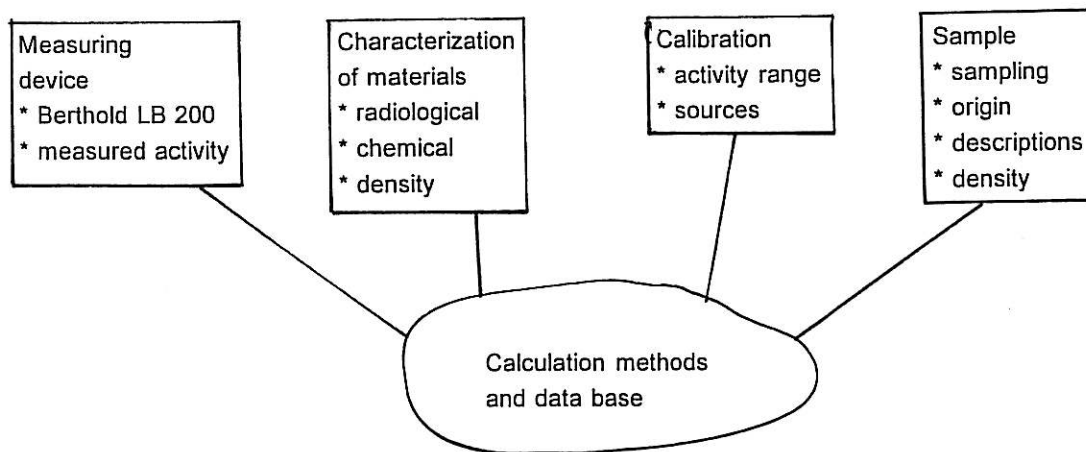 Measuring
device
* Berthold LB 200
* measured activity
Characterization
of materials
* radiological
* chemical
* density
Calibration
* activity range
* sources
Sample
* sampling
* origin
* descriptions
* density
Calculation methods
and data base